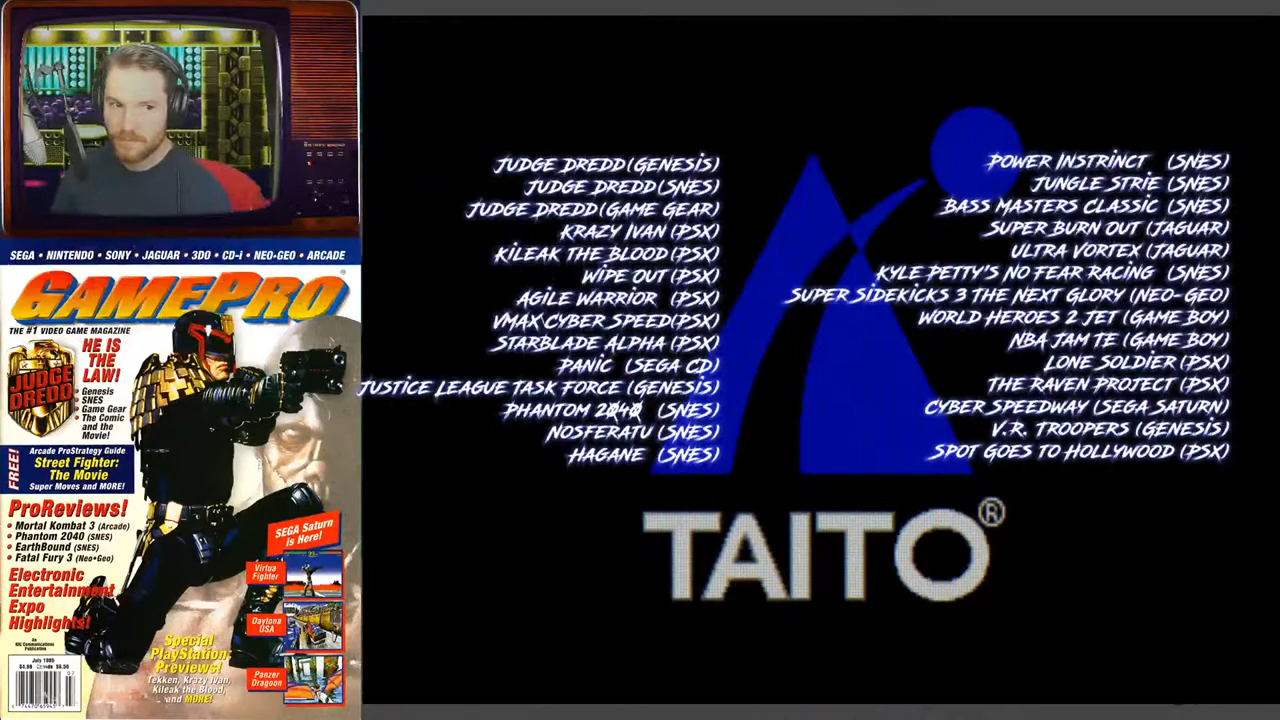 SEGA • NINTENDO • SONY • JAGUAR • 3DO • CD-i • NEO•GEO • ARCADE
GAMEPRO®
THE #1 VIDEO GAME MAGAZINE
HE IS
THE
LAW!
JUDGE
DREDD
• Genesis
• SNES
• Game Gear
• The Comic
and the
Movie!
FREE!
Arcade ProStrategy Guide
Street Fighter:
The Movie
Super Moves and MORE!
ProReviews!
• Mortal Kombat 3 (Arcade)
• Phantom 2040 (SNES)
• EarthBound (SNES)
• Fatal Fury 3 (Neo•Geo)
Electronic
Entertainment
Expo
Highlights!
SEGA Saturn
is Here!
Virtua
Fighter
Daytona
USA
Panzer
Dragoon
Special
PlayStation
Previews!
Tekken, Krazy Ivan,
Kileak the Blood,
and MORE!
An
IDG Communications
Publication
July 1995
JUDGE DREDD (GENESIS)
JUDGE DREDD (SNES)
JUDGE DREDD (GAME GEAR)
KRAZY IVAN (PSX)
KILEAK THE BLOOD (PSX)
WIPE OUT (PSX)
AGILE WARRIOR (PSX)
VMAX CYBER SPEED(PSX)
STARBLADE ALPHA (PSX)
PANIC (SEGA CD)
JUSTICE LEAGUE TASK FORCE (GENESIS)
PHANTOM 2040 (SNES)
NOSFERATU (SNES)
HAGANE (SNES)
POWER INSTRINCT (SNES)
JUNGLE STRIE (SNES)
BASS MASTERS CLASSIC (SNES)
SUPER BURN OUT (JAGUAR)
ULTRA VORTEX (JAGUAR)
KYLE PETTY'S NO FEAR RACING (SNES)
SUPER SIDEKICKS 3 THE NEXT GLORY (NEO-GEO)
WORLD HEROES 2 JET (GAME BOY)
NBA JAM TE (GAME BOY)
LONE SOLDIER (PSX)
THE RAVEN PROJECT (PSX)
CYBER SPEEDWAY (SEGA SATURN)
V.R. TROOPERS (GENESIS)
SPOT GOES TO HOLLYWOOD (PSX)
TAITO®